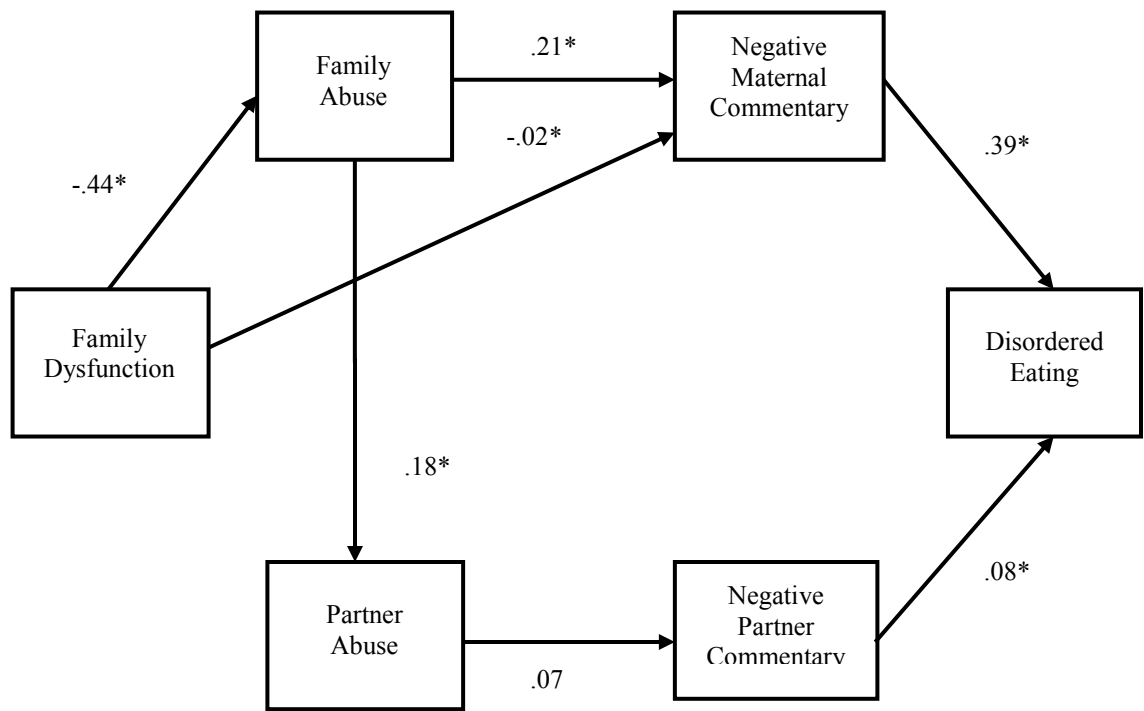 Family
Abuse
.21*
Negative
Maternal
Commentary
-.02*
.39*
-.44*
Family
Dysfunction
Disordered
Eating
.18*
Partner
Abuse
.07
Negative
Partner
Commentary
.08*